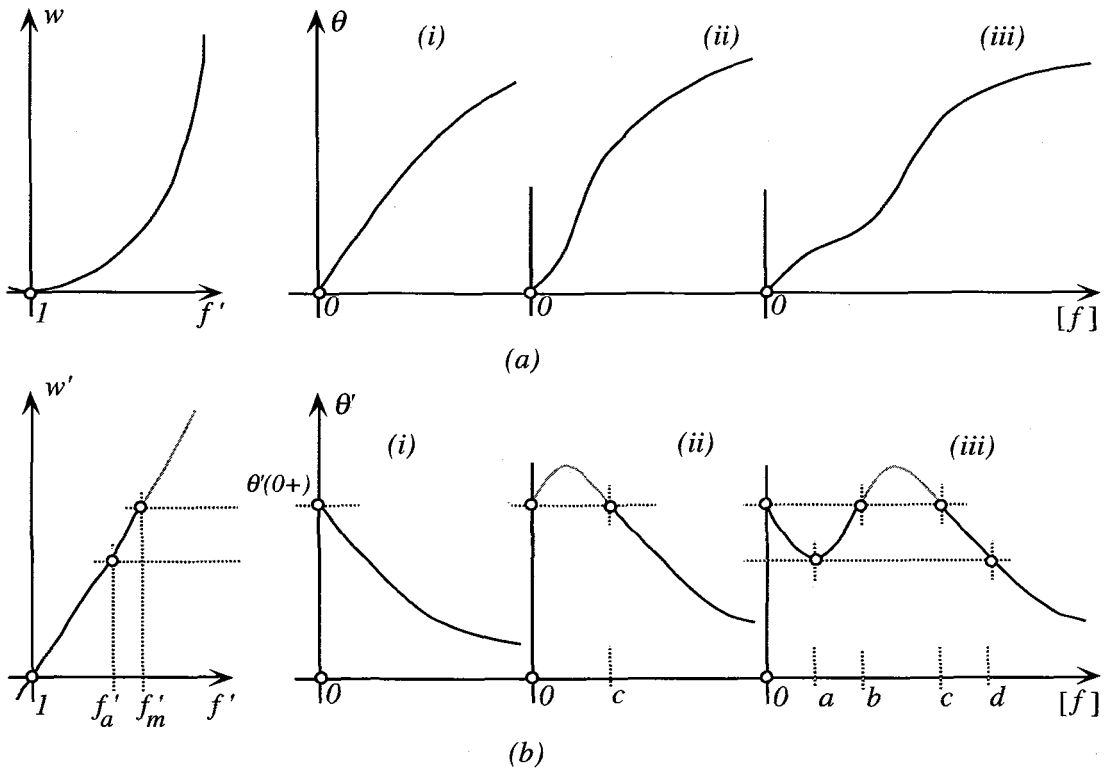 w
θ
(i)
(ii)
(iii)
1
f'
0
0
0
[f]
(a)
w'
θ'
(i)
(ii)
(iii)
θ'(0+)
1
f'a
f'm
f'
0
0
c
0
a
b
c
d
[f]
(b)